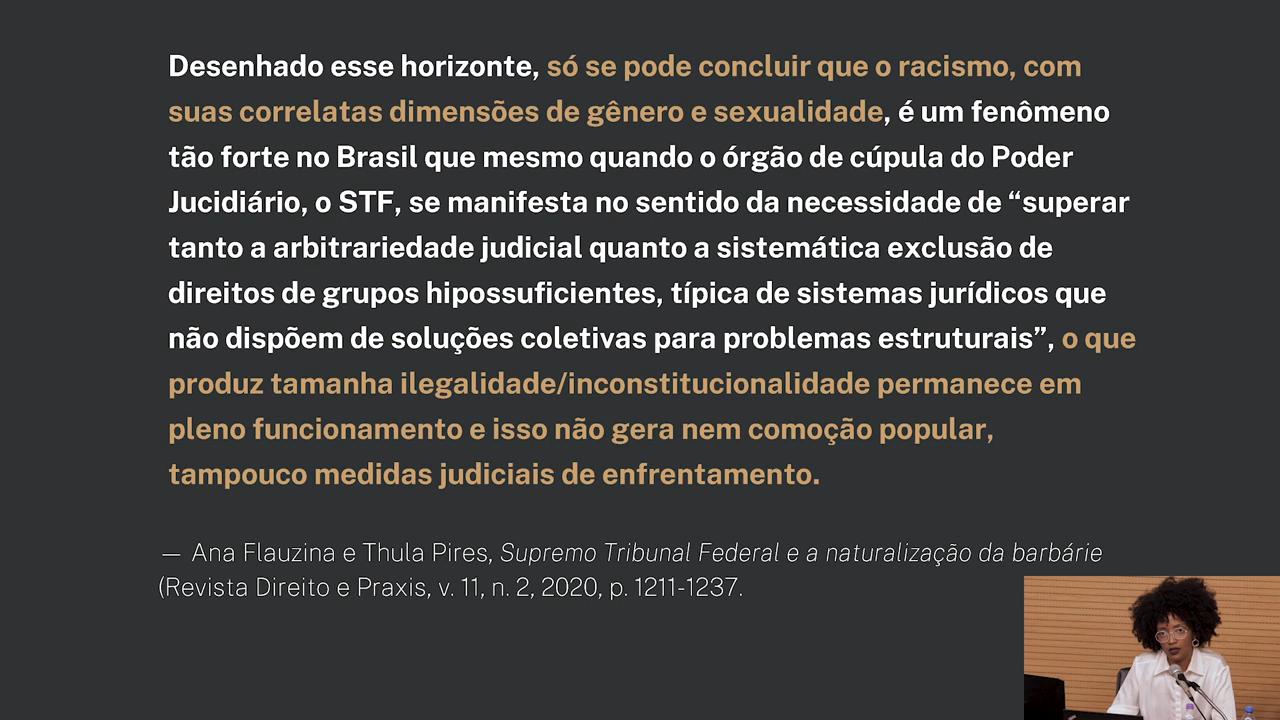 Desenhado esse horizonte, só se pode concluir que o racismo, com
suas correlatas dimensões de gênero e sexualidade, é um fenômeno
tão forte no Brasil que mesmo quando o órgão de cúpula do Poder
Jucidiário, o STF, se manifesta no sentido da necessidade de “superar
tanto a arbitrariedade judicial quanto a sistemática exclusão de
direitos de grupos hipossuficientes, típica de sistemas jurídicos que
não dispõem de soluções coletivas para problemas estruturais”, o que
produz tamanha ilegalidade/inconstitucionalidade permanece em
pleno funcionamento e isso não gera nem comoção popular,
tampouco medidas judiciais de enfrentamento.
— Ana Flauzina e Thula Pires, Supremo Tribunal Federal e a naturalização da barbárie
(Revista Direito e Praxis, v. 11, n. 2, 2020, p. 1211-1237.